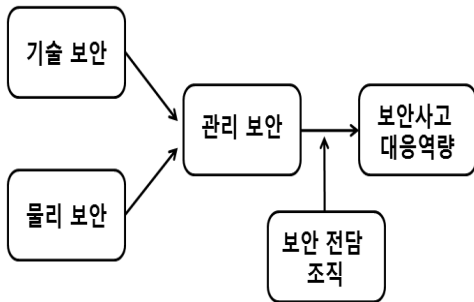 기술 보안
관리 보안
보안사고
대응역량
물리 보안
보안 전담
조직